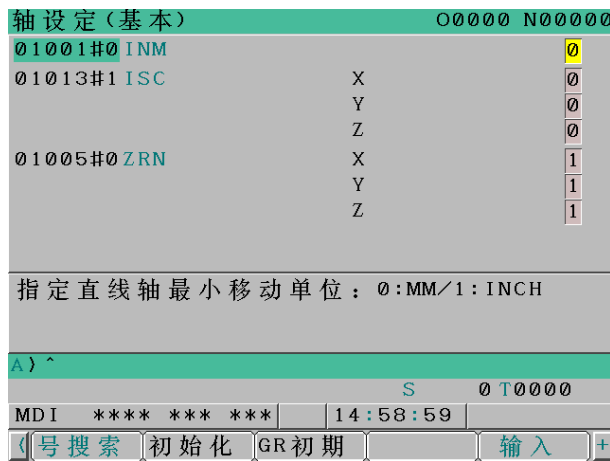 轴设定(基本) O0000 N00000
01001#0 INM 0
01013#1 ISC X 0
Y 0
Z 0
01005#0 ZRN X 1
Y 1
Z 1
指定直线轴最小移动单位：0:MM/1:INCH
A) ^
S 0 T0000
MDI **** *** *** 14:58:59
( 号搜索 初始化 GR初期 输入 +